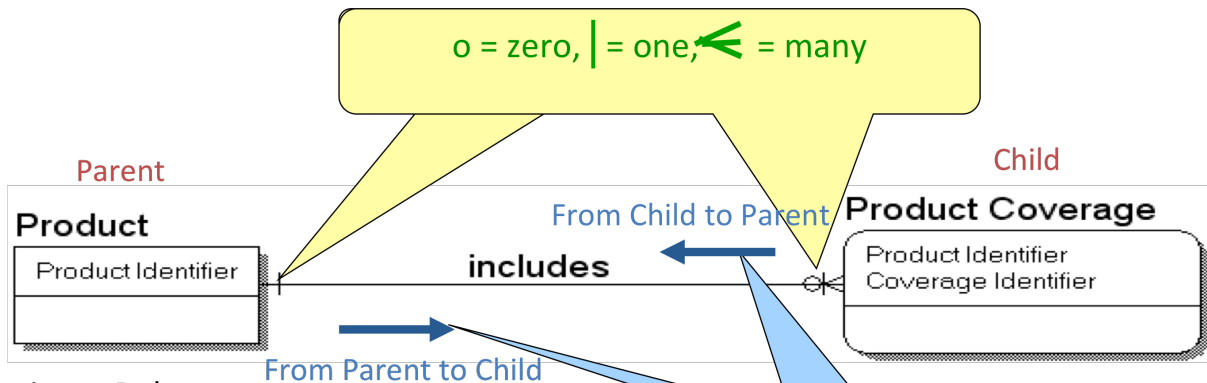 o = zero, | = one, = many
Parent
Child
Product
From Child to Parent
Product Coverage
Product Identifier
includes
Product Identifier
Coverage Identifier
From Parent to Child